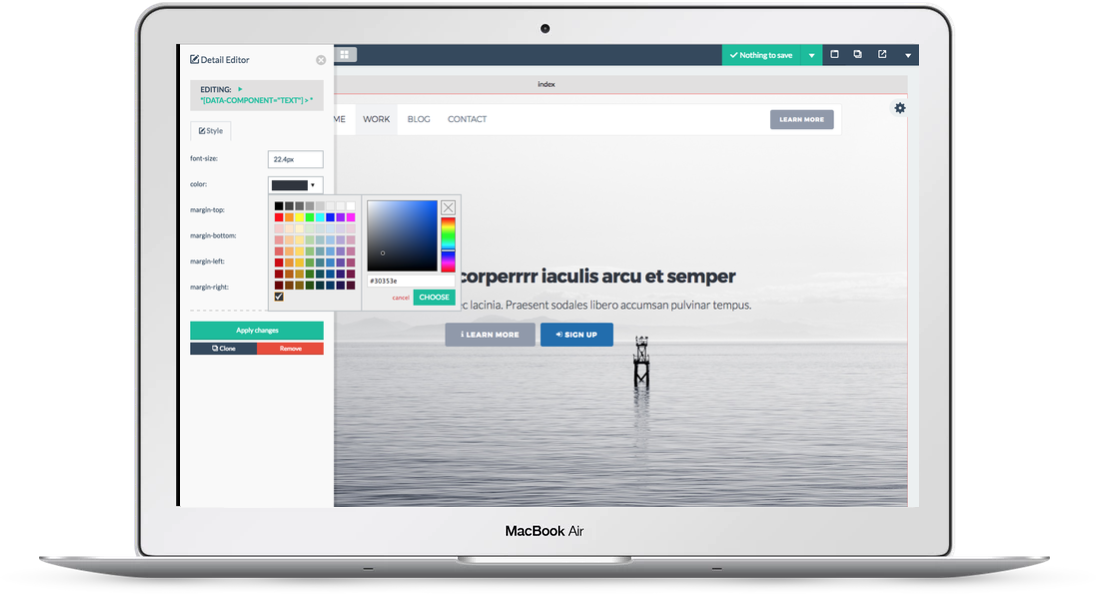 Detail Editor
Nothing to save
EDITING:
"[DATA-COMPONENT="TEXT"] > "
index
Style
ME WORK BLOG CONTACT
LEARN MORE
font-size: 22.4px
color:
margin-top:
margin-bottom:
margin-left:
margin-right:
#30353e
cancel CHOOSE
corperrrr iaculis arcu et semper
c lacinia. Praesent sodales libero accumsan pulvinar tempus.
LEARN MORE SIGN UP
Apply changes
Clone Remove
MacBook Air